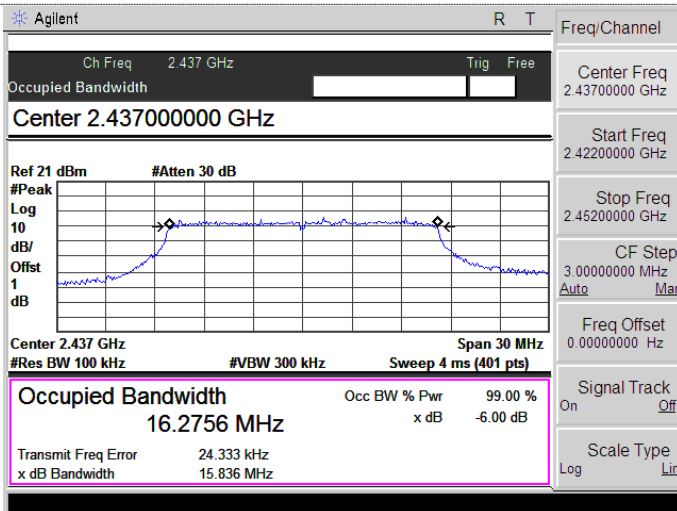 Agilent R T
Ch Freq 2.437 GHz Trig Free
Occupied Bandwidth
Center 2.437000000 GHz
Ref 21 dBm #Atten 30 dB
#Peak
Log
10
dB/
Offst
1
dB
Center 2.437 GHz Span 30 MHz
#Res BW 100 kHz #VBW 300 kHz Sweep 4 ms (401 pts)
Occupied Bandwidth Occ BW % Pwr 99.00 %
16.2756 MHz x dB -6.00 dB
Transmit Freq Error 24.333 kHz
x dB Bandwidth 15.836 MHz
Freq/Channel
Center Freq
2.43700000 GHz
Start Freq
2.42200000 GHz
Stop Freq
2.45200000 GHz
CF Step
3.00000000 MHz
Auto Man
Freq Offset
0.00000000 Hz
Signal Track
On Off
Scale Type
Log Lin